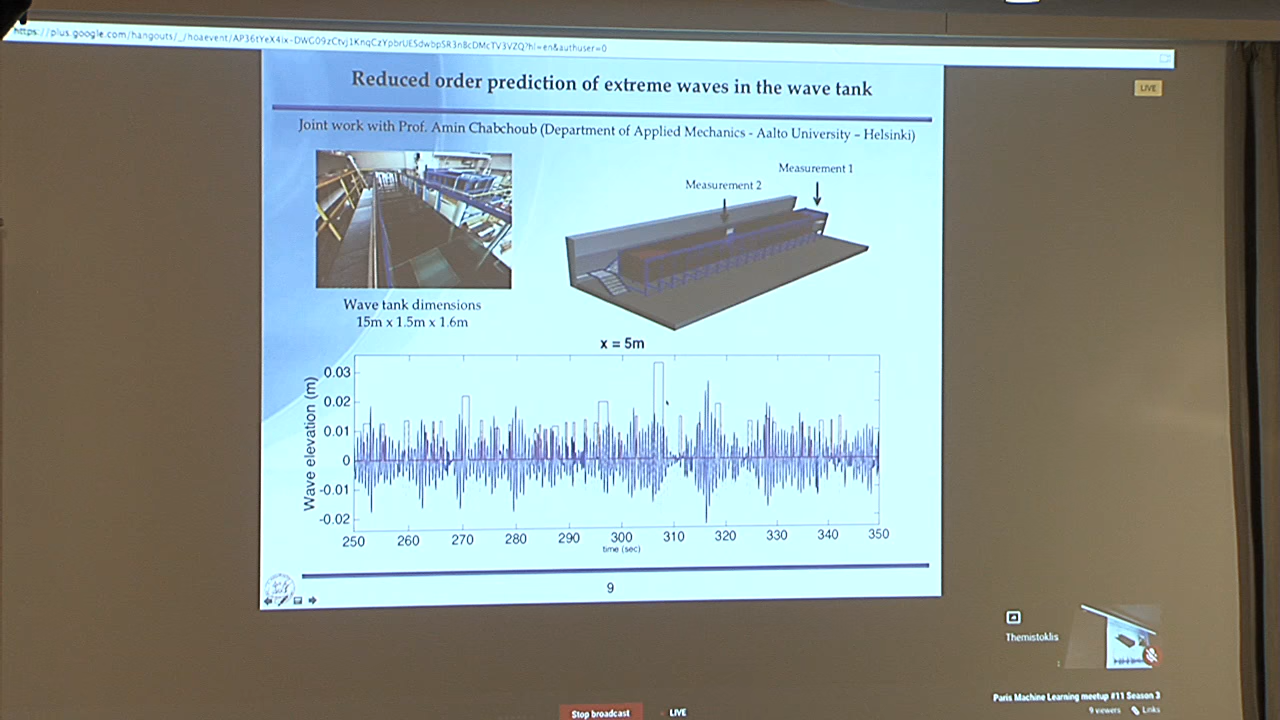 Reduced order prediction of extreme waves in the wave tank
Joint work with Prof. Amin Chabchoub (Department of Applied Mechanics - Aalto University – Helsinki)
Measurement 1
Measurement 2
Wave tank dimensions
15m x 1.5m x 1.6m
x = 5m
Wave elevation (m)
0.03
0.02
0.01
0
-0.01
-0.02
250 260 270 280 290 300 310 320 330 340 350
time (sec)
9
LIVE
Themistoklis
Paris Machine Learning meetup #11 Season 3
9 viewers Links
Stop broadcast LIVE